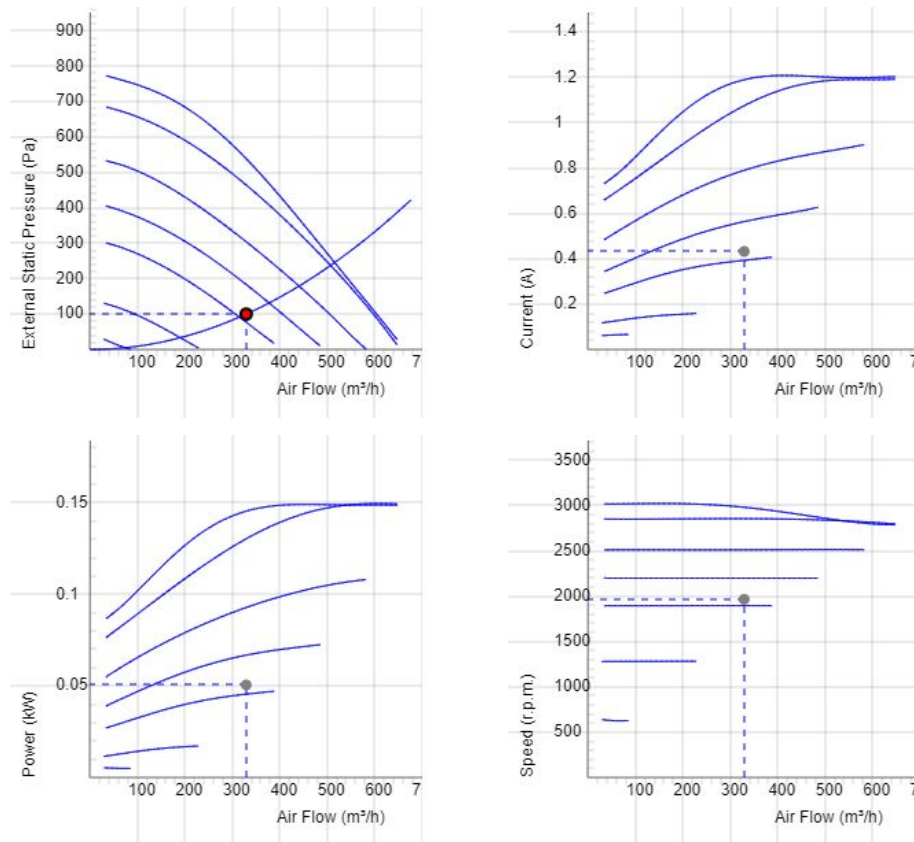 External Static Pressure (Pa)
900
800
700
600
500
400
300
200
100
100 200 300 400 500 600 7
Air Flow (m³/h)
Current (A)
1.4
1.2
1
0.8
0.6
0.4
0.2
100 200 300 400 500 600 7
Air Flow (m³/h)
Power (kW)
0.15
0.1
0.05
100 200 300 400 500 600 7
Air Flow (m³/h)
Speed (r.p.m.)
3500
3000
2500
2000
1500
1000
500
100 200 300 400 500 600 7
Air Flow (m³/h)